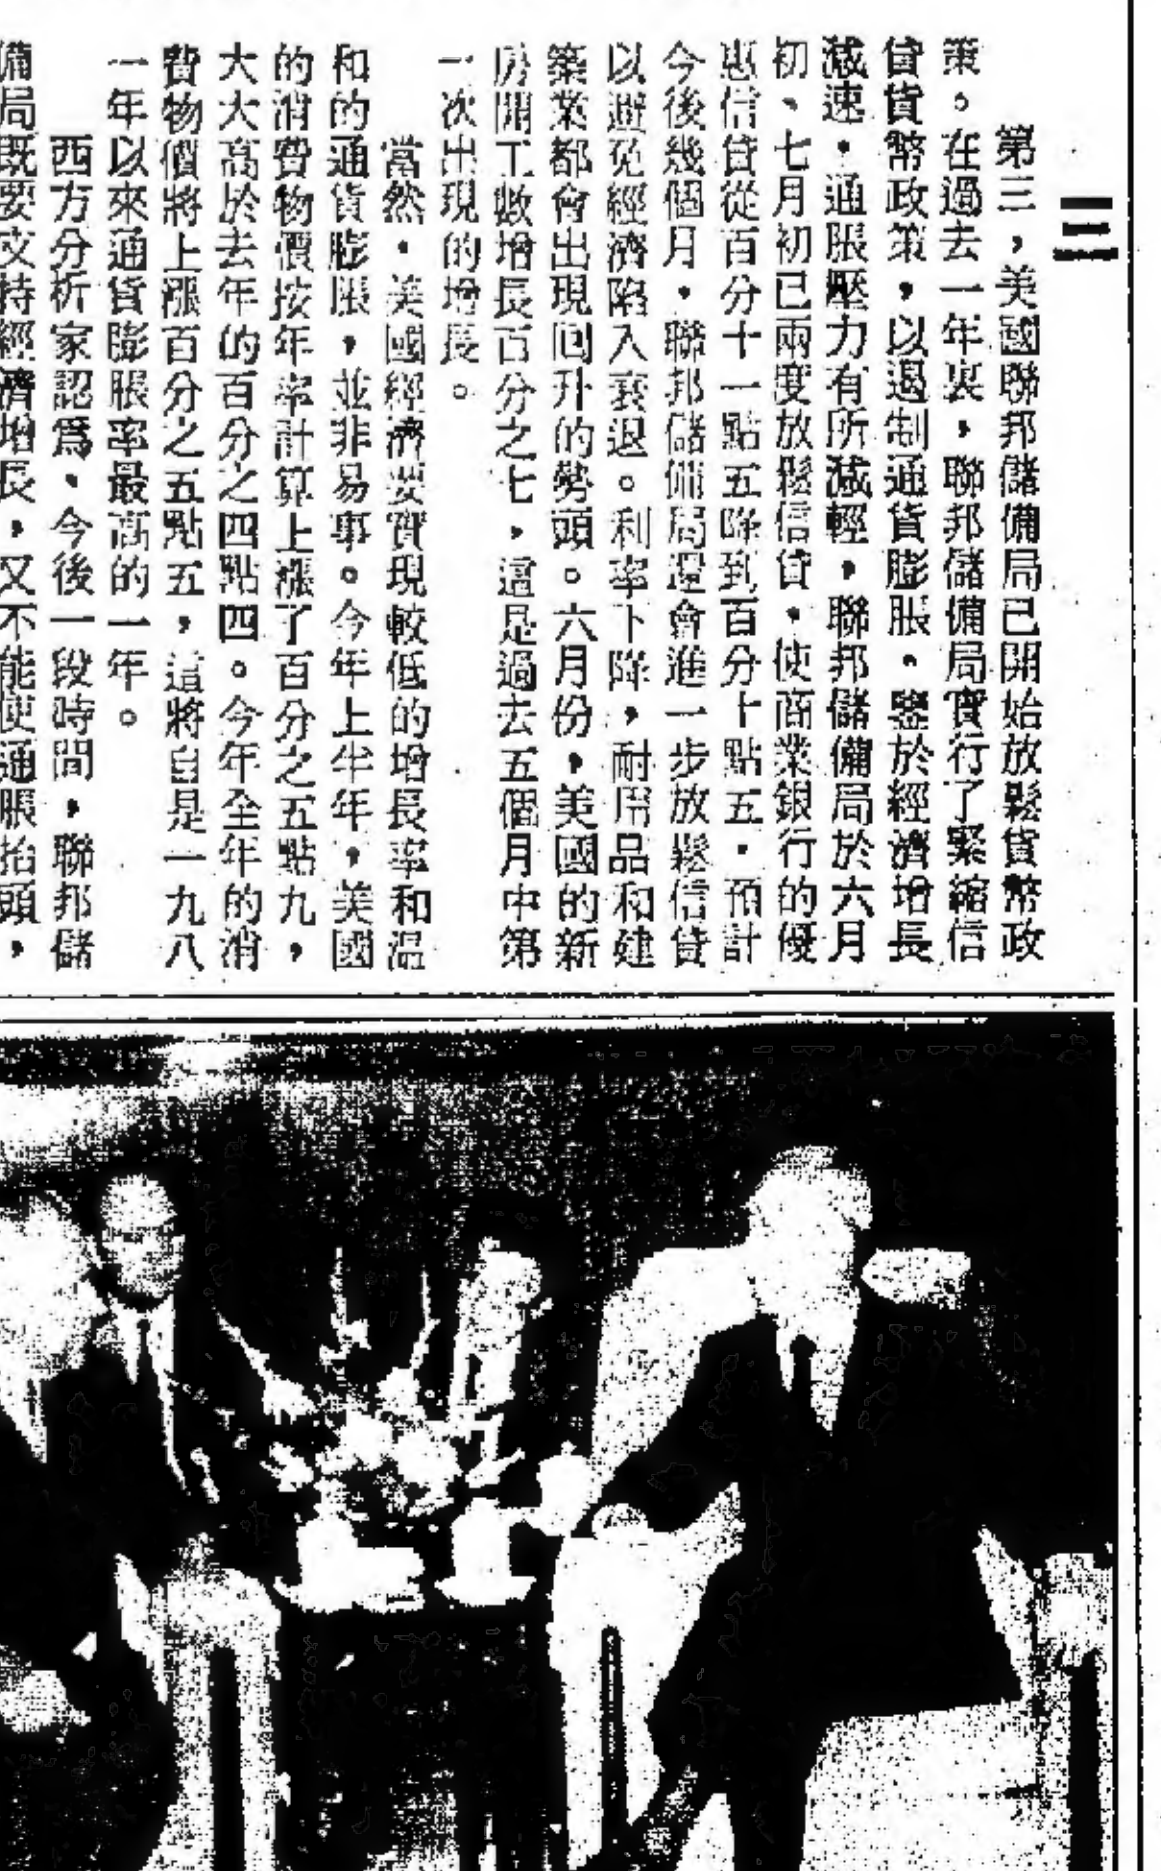 三
第三，美國聯邦儲備局已開始放鬆貨幣政
策。在過去一年裏，聯邦儲備局實行了緊縮信
貸貨幣政策，以遏制通貨膨脹。鑒於經濟增長
減速，通脹壓力有所減輕，聯邦儲備局於六月
初、七月初已兩度放鬆信貸，使商業銀行的優
惠信貸從百分十一點五降到百分十點五。預計
今後幾個月，聯邦儲備局還會進一步放鬆信貸
以避免經濟陷入衰退。利率下降，耐用品和建
築業都會出現回升的勢頭。六月份，美國的新
房開工數增長百分之七，這是過去五個月中第
一次出現的增長。
當然，美國經濟要實現較低的增長率和温
和的通貨膨脹，並非易事。今年上半年，美國
的消費物價按年率計算上漲了百分之五點九，
大大高於去年的百分之四點四。今年全年的消
費物價將上漲百分之五點五，這將自是一九八
一年以來通貨膨脹率最高的一年。
西方分析家認爲，今後一段時間，聯邦儲
備局既要支持經濟增長，又不能使通脹抬頭，